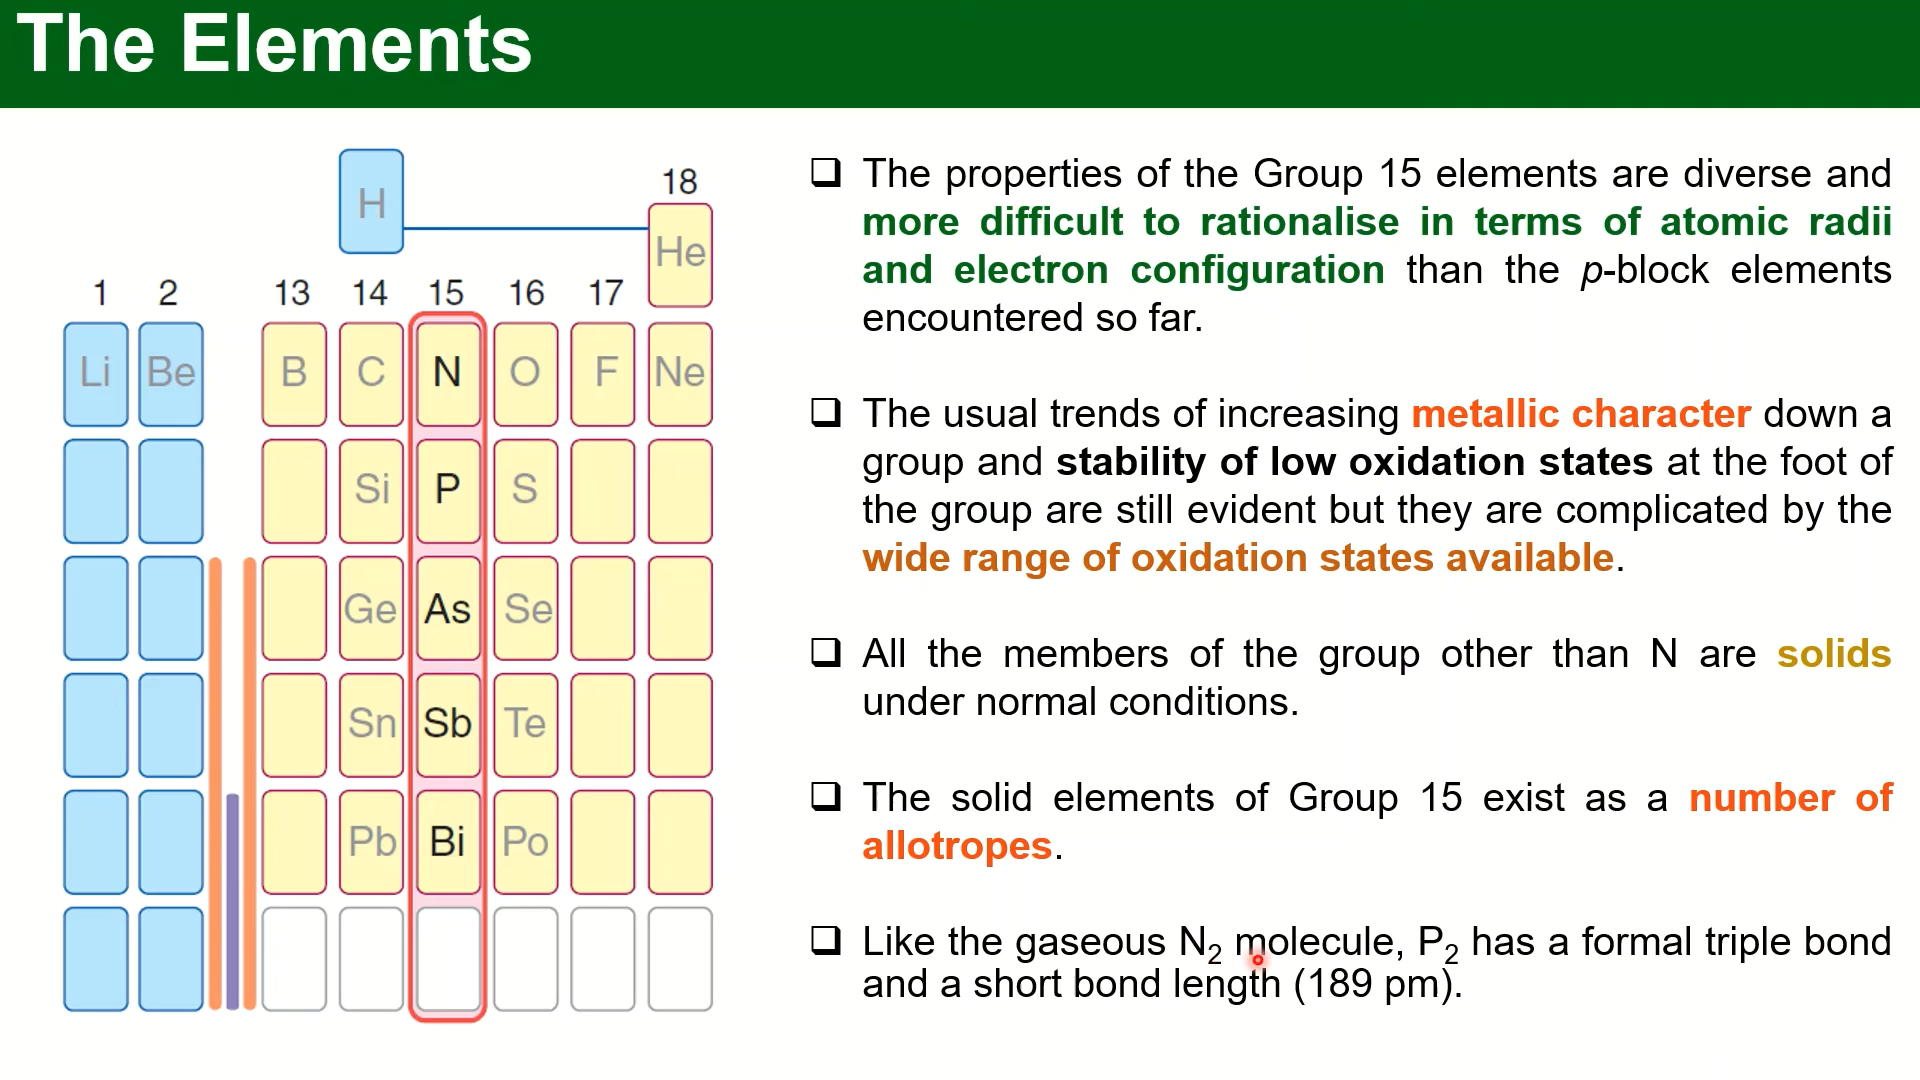 The Elements
H
18
He
1 2 13 14 15 16 17
Li Be B C N O F Ne
Si P S
Ge As Se
Sn Sb Te
Pb Bi Po
❑ The properties of the Group 15 elements are diverse and
more difficult to rationalise in terms of atomic radii
and electron configuration than the p-block elements
encountered so far.
❑ The usual trends of increasing metallic character down a
group and stability of low oxidation states at the foot of
the group are still evident but they are complicated by the
wide range of oxidation states available.
❑ All the members of the group other than N are solids
under normal conditions.
❑ The solid elements of Group 15 exist as a number of
allotropes.
❑ Like the gaseous N₂ molecule, P₂ has a formal triple bond
and a short bond length (189 pm).